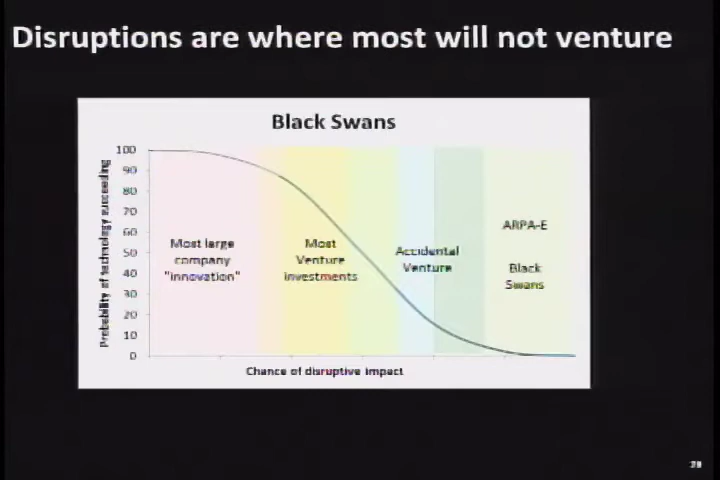 Disruptions are where most will not venture
Black Swans
Probability of technology succeeding
100
90
80
70
60
50
40
30
20
10
0
Most large
company
"innovation"
Most
Venture
investments
Accidental
Venture
ARPA-E
Black
Swans
Chance of disruptive impact